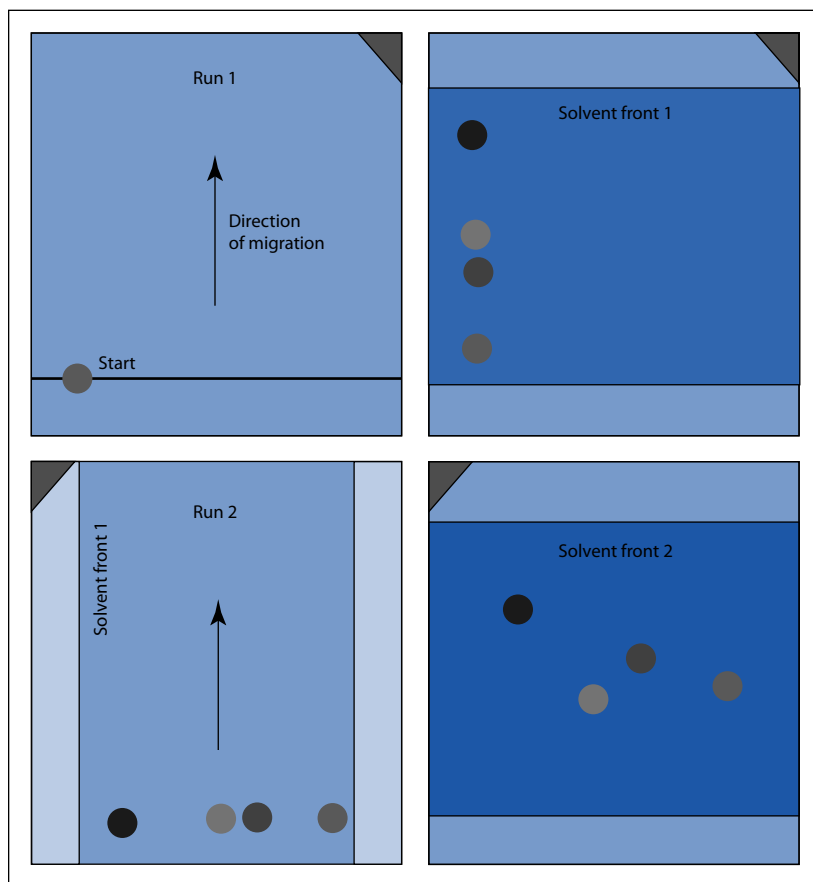 Run 1
Direction
of migration
Start
Solvent front 1
Run 2
Solvent front 1
Solvent front 2